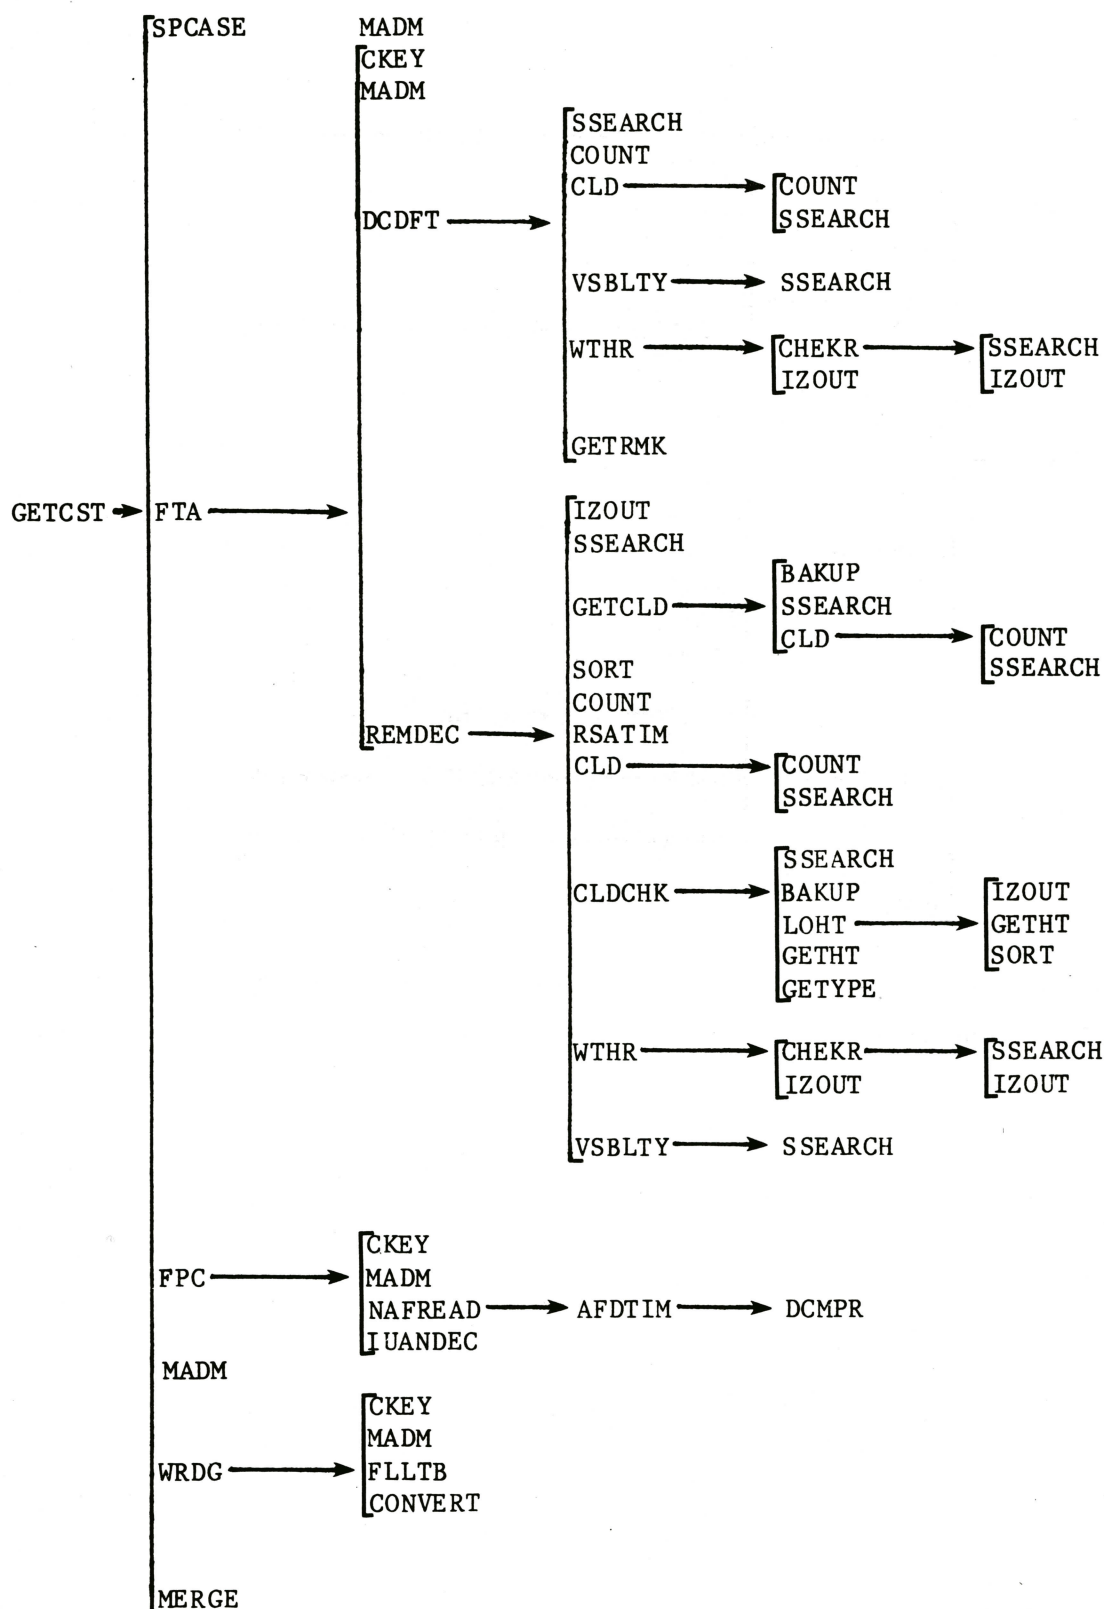 SPCASE MADM
CKEY
MADM
SSEARCH
COUNT
CLD COUNT
DCDFT SSEARCH
VSBLTY SSEARCH
WTHR CHEKR SSEARCH
IZOUT IZOUT
GETRMK
GETCST FTA IZOUT
SSEARCH
BAKUP
GETCLD SSEARCH
CLD COUNT
SORT SSEARCH
COUNT
REMDEC RSATIM
CLD COUNT
SSEARCH
SSEARCH
CLDCHK BAKUP IZOUT
LOHT GETHT
GETHT SORT
GETYPE
WTHR CHEKR SSEARCH
IZOUT IZOUT
VSBLTY SSEARCH
CKEY
FPC MADM
NAFREAD AFDTIM DCMPR
IUANDEC
MADM
CKEY
MADM
WRDG FLLTB
CONVERT
MERGE